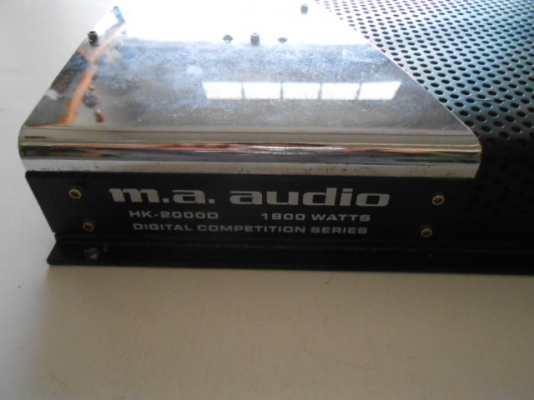 m.a. audio
HK-2000D 1800 WATTS
DIGITAL COMPETITION SERIES